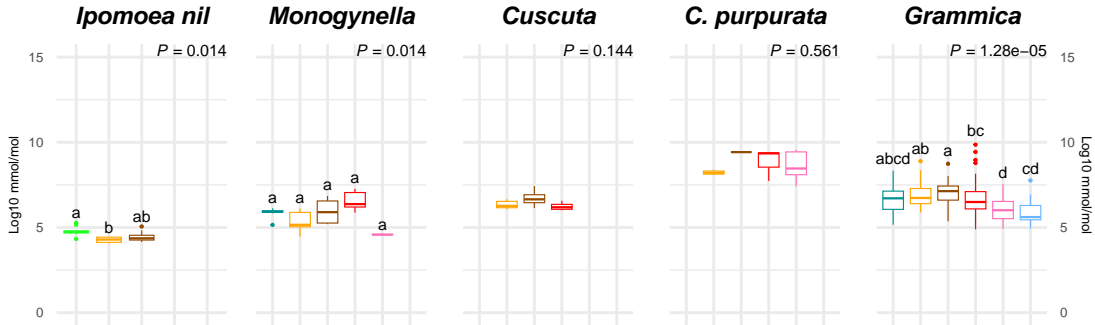 Ipomoea nil Monogynella Cuscuta C. purpurata Grammica
P = 0.014 P = 0.014 P = 0.144 P = 0.561 P = 1.28e−05
15 15
10 10
5 5
0 0
Log10 mmol/mol
Log10 mmol/mol
a b ab
a a a a a
abcd ab a bc d cd